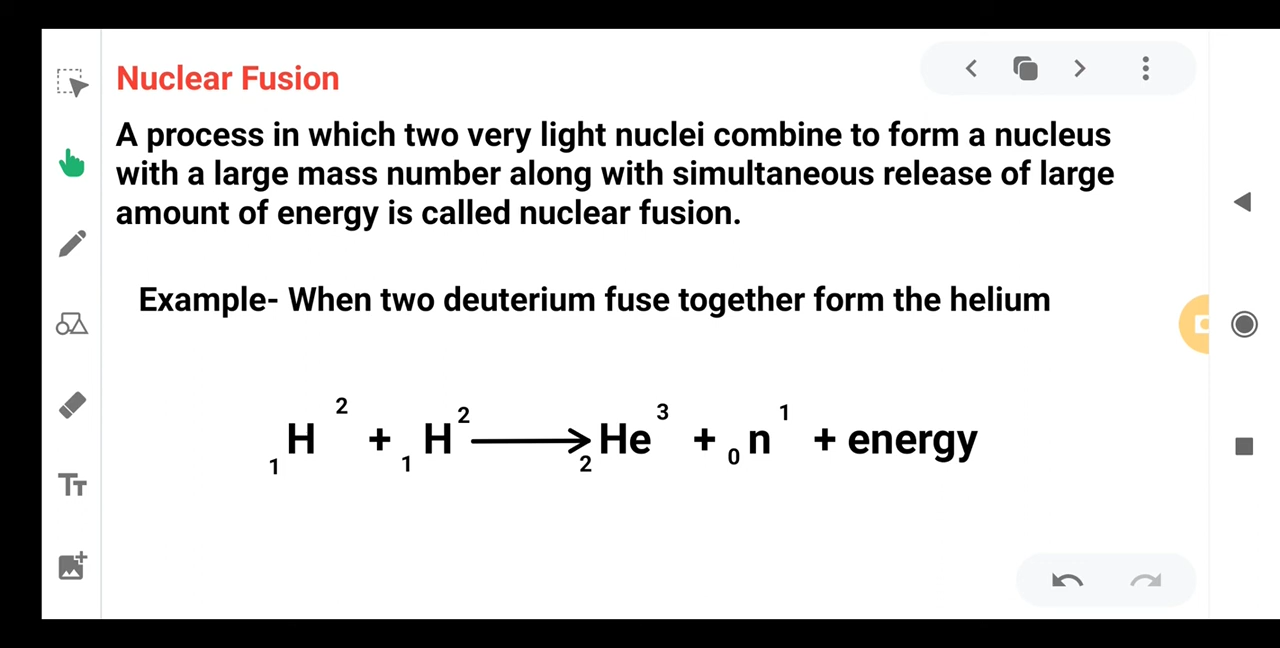 Nuclear Fusion
A process in which two very light nuclei combine to form a nucleus
with a large mass number along with simultaneous release of large
amount of energy is called nuclear fusion.
Example- When two deuterium fuse together form the helium
₁H² + ₁H² ⟶ ₂He³ + ₀n¹ + energy
TT